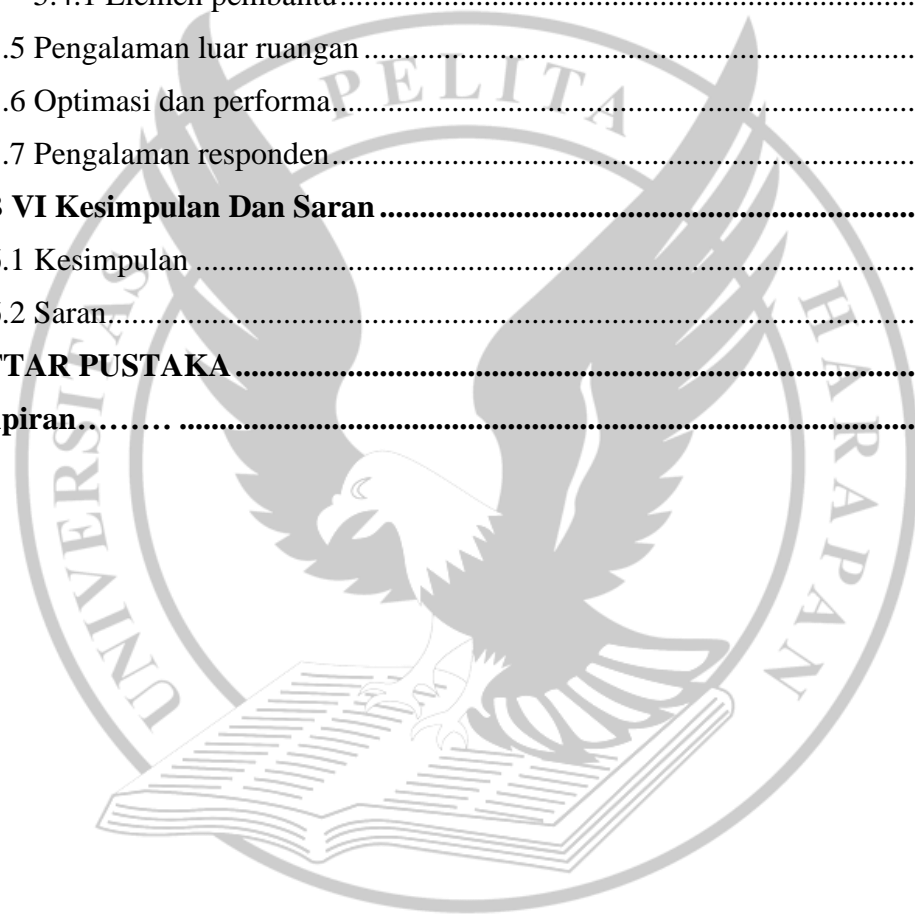 5.4.1 Elemen pembantu
.5 Pengalaman luar ruangan
.6 Optimasi dan performa
.7 Pengalaman responden
VI Kesimpulan Dan Saran
.1 Kesimpulan
.2 Saran
TAR PUSTAKA
piran
UNIVERSITAS PELITA HARAPAN